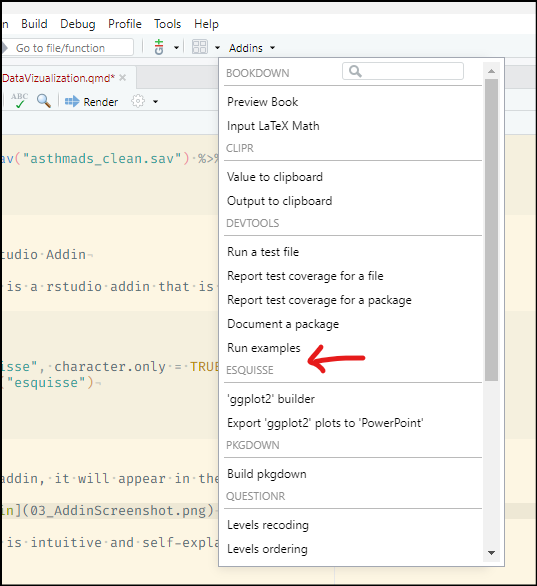 Build Debug Profile Tools Help
Go to file/function Addins
DataVizualization.qmd*
ABC Render
BOOKDOWN
Preview Book
Input LaTeX Math
CLIPR
av("asthmads_clean.sav") %>%
Value to clipboard
Output to clipboard
DEVTOOLS
studio Addin¬
Run a test file
Report test coverage for a file
is a rstudio addin that is
Report test coverage for a package
Document a package
Run examples
isse", character.only = TRUE
ESQUISSE
("esquisse")¬
'ggplot2' builder
Export 'ggplot2' plots to 'PowerPoint'
PKGDOWN
addin, it will appear in the
Build pkgdown
QUESTIONR
in](03_AddinScreenshot.png)
Levels recoding
is intuitive and self-expla
Levels ordering